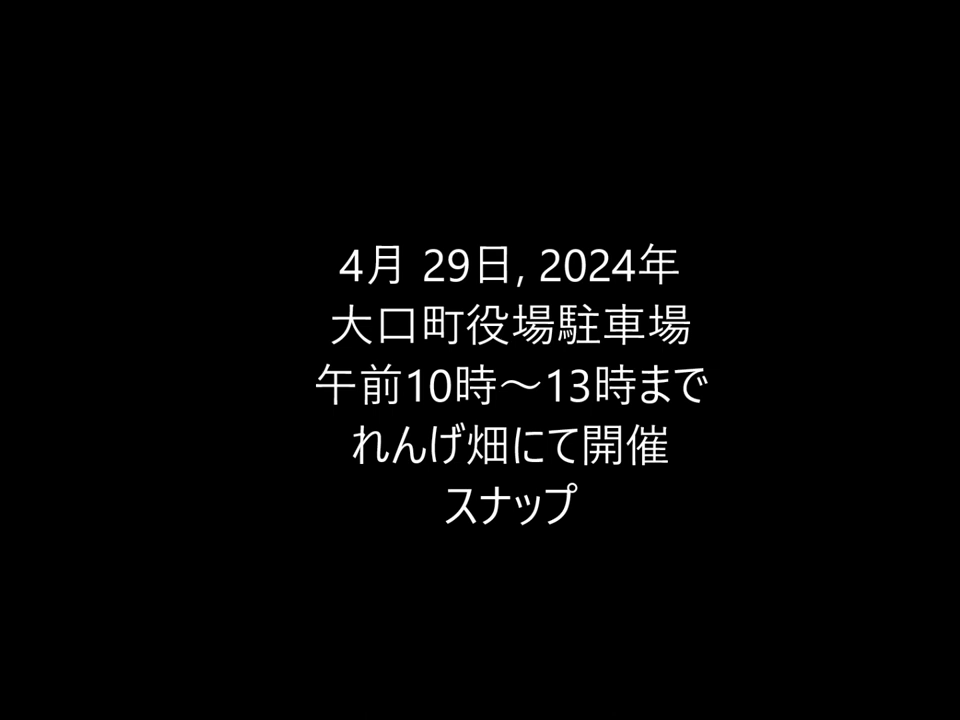 4月 29日, 2024年
大口町役場駐車場
午前10時～13時まで
れんげ畑にて開催
スナップ